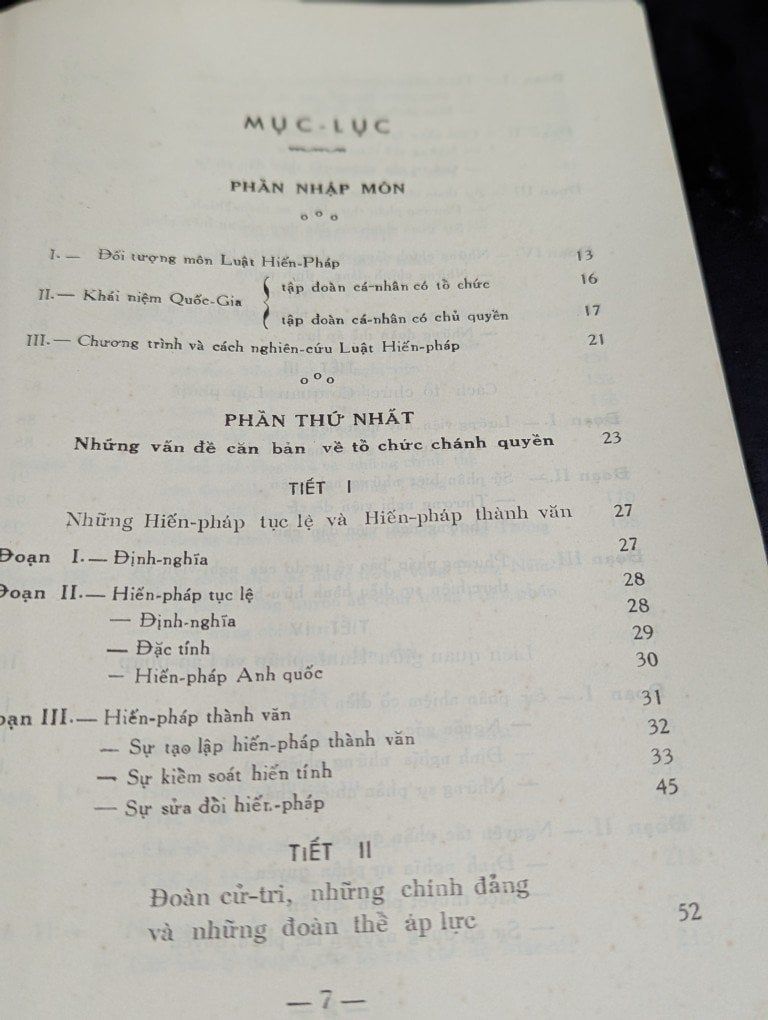 MỤC-LỤC
PHẦN NHẬP MÔN
I. — Đối tượng môn Luật Hiến-Pháp 13
II. — Khái niệm Quốc-Gia { tập đoàn cá-nhân có tổ chức 16
tập đoàn cá-nhân có chủ quyền 17
III. — Chương trình và cách nghiên-cứu Luật Hiến-pháp 21
PHẦN THỨ NHẤT
Những vấn đề căn bản về tổ chức chánh quyền 23
TIẾT I
Những Hiến-pháp tục lệ và Hiến-pháp thành văn 27
Đoạn I. — Định-nghĩa 27
Đoạn II. — Hiến-pháp tục lệ 28
— Định-nghĩa 28
— Đặc tính 29
— Hiến-pháp Anh quốc 30
oạn III. — Hiến-pháp thành văn 31
— Sự tạo lập hiến-pháp thành văn 32
— Sự kiểm soát hiến tính 33
— Sự sửa đổi hiến-pháp 45
TIẾT II
Đoàn cử-tri, những chính đảng
và những đoàn thể áp lực 52
— 7 —